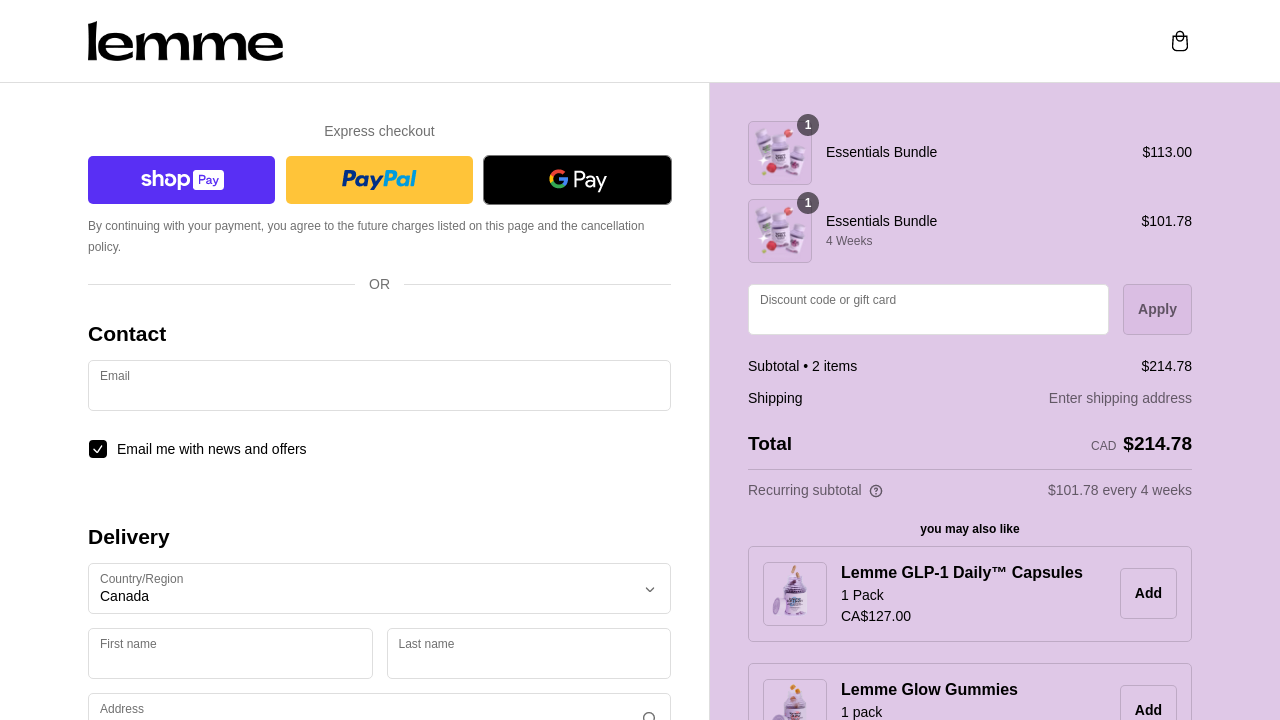 lemme
Express checkout
shop Pay
PayPal
G Pay
By continuing with your payment, you agree to the future charges listed on this page and the cancellation
policy.
OR
Contact
Email
Email me with news and offers
Delivery
Country/Region
Canada
First name
Last name
Address
1
Essentials Bundle
$113.00
1
Essentials Bundle
$101.78
4 Weeks
Discount code or gift card
Apply
Subtotal • 2 items
$214.78
Shipping
Enter shipping address
Total
CAD $214.78
Recurring subtotal
$101.78 every 4 weeks
you may also like
Lemme GLP-1 Daily™ Capsules
1 Pack
CA$127.00
Add
Lemme Glow Gummies
1 pack
Add